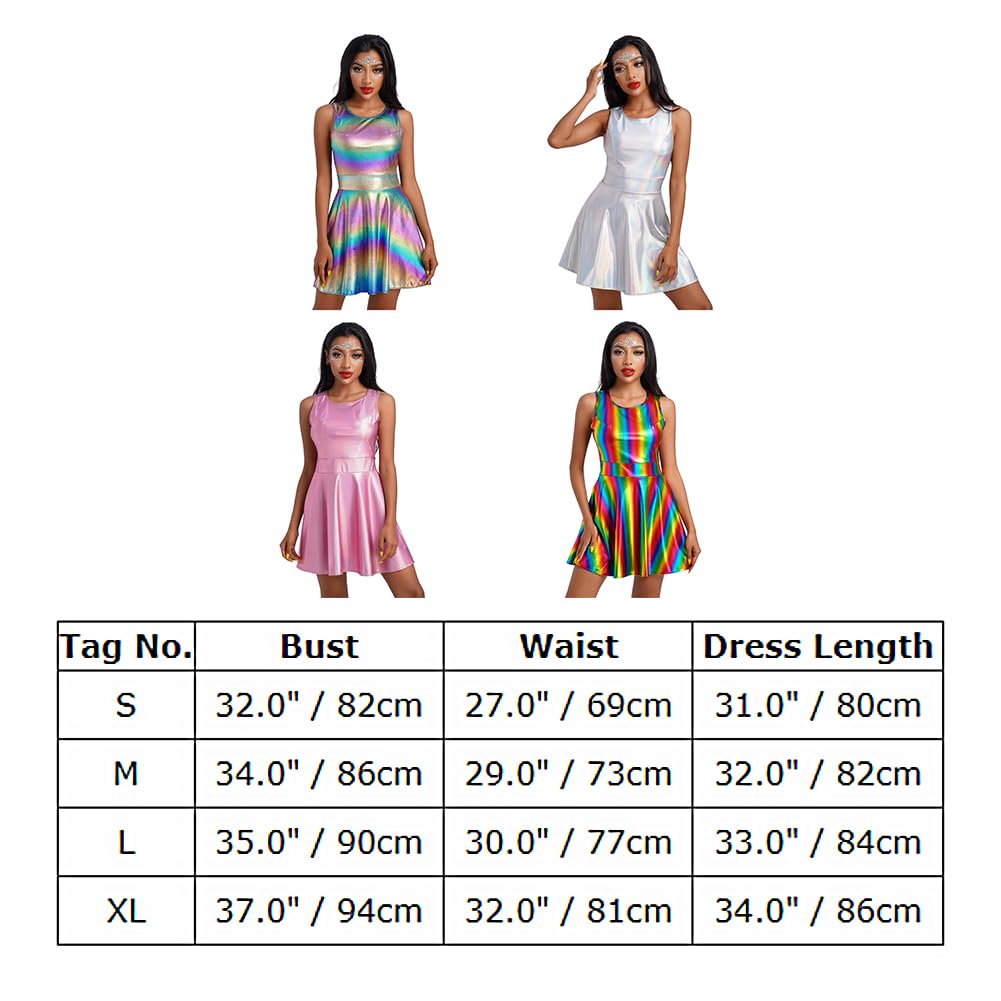 Tag No. Bust Waist Dress Length
S 32.0" / 82cm 27.0" / 69cm 31.0" / 80cm
M 34.0" / 86cm 29.0" / 73cm 32.0" / 82cm
L 35.0" / 90cm 30.0" / 77cm 33.0" / 84cm
XL 37.0" / 94cm 32.0" / 81cm 34.0" / 86cm